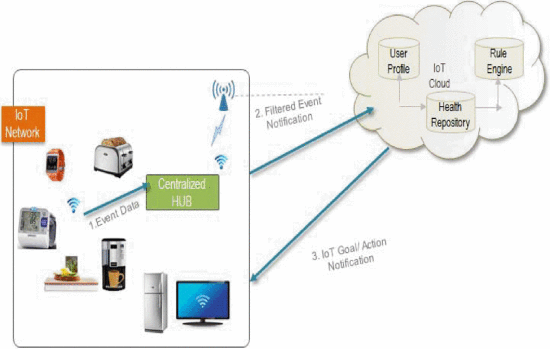 User
Profile
Rule
Engine
IoT
Cloud
Health
Repository
IoT
Network
2. Filtered Event
Notification
Centralized
HUB
1.Event Data
3. IoT Goal/ Action
Notification